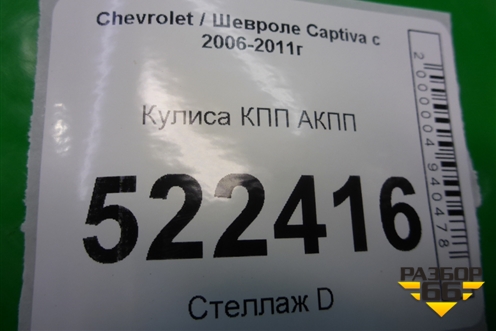 Chevrolet / Шевроле Captiva с
2006-2011г
Кулиса КПП АКПП
522416
Стеллаж D
2000004940478
РАЗБОР
66